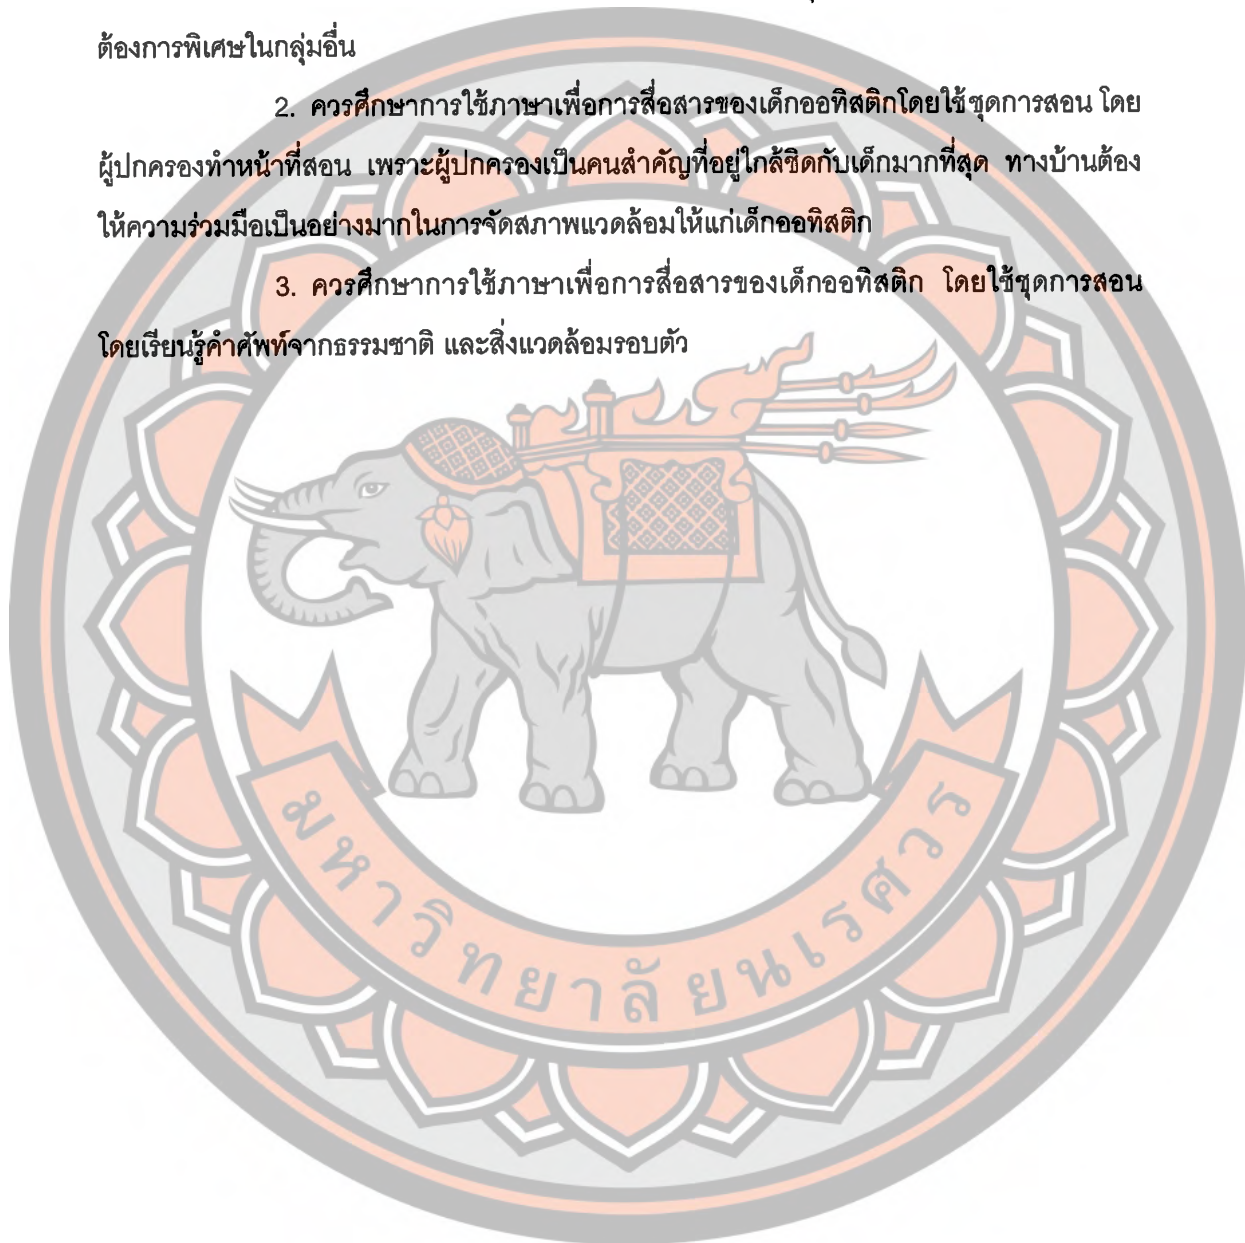 ต้องการพิเศษในกลุ่มอื่น
2. ควรศึกษาการใช้ภาษาเพื่อการสื่อสารของเด็กออทิสติกโดยใช้ชุดการสอน โดย
ผู้ปกครองทำหน้าที่สอน เพราะผู้ปกครองเป็นคนสำคัญที่อยู่ใกล้ชิดกับเด็กมากที่สุด ทางบ้านต้อง
ให้ความร่วมมือเป็นอย่างมากในการจัดสภาพแวดล้อมให้แก่เด็กออทิสติก
3. ควรศึกษาการใช้ภาษาเพื่อการสื่อสารของเด็กออทิสติก โดยใช้ชุดการสอน
โดยเรียนรู้คำศัพท์จากธรรมชาติ และสิ่งแวดล้อมรอบตัว
มหาวิทยาลัยนเรศวร